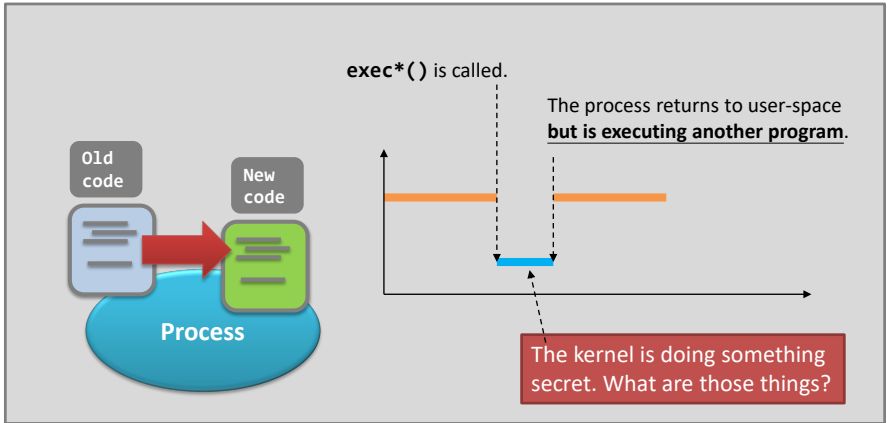 exec*() is called.
The process returns to user-space
but is executing another program.
Old
code
New
code
Process
The kernel is doing something
secret. What are those things?